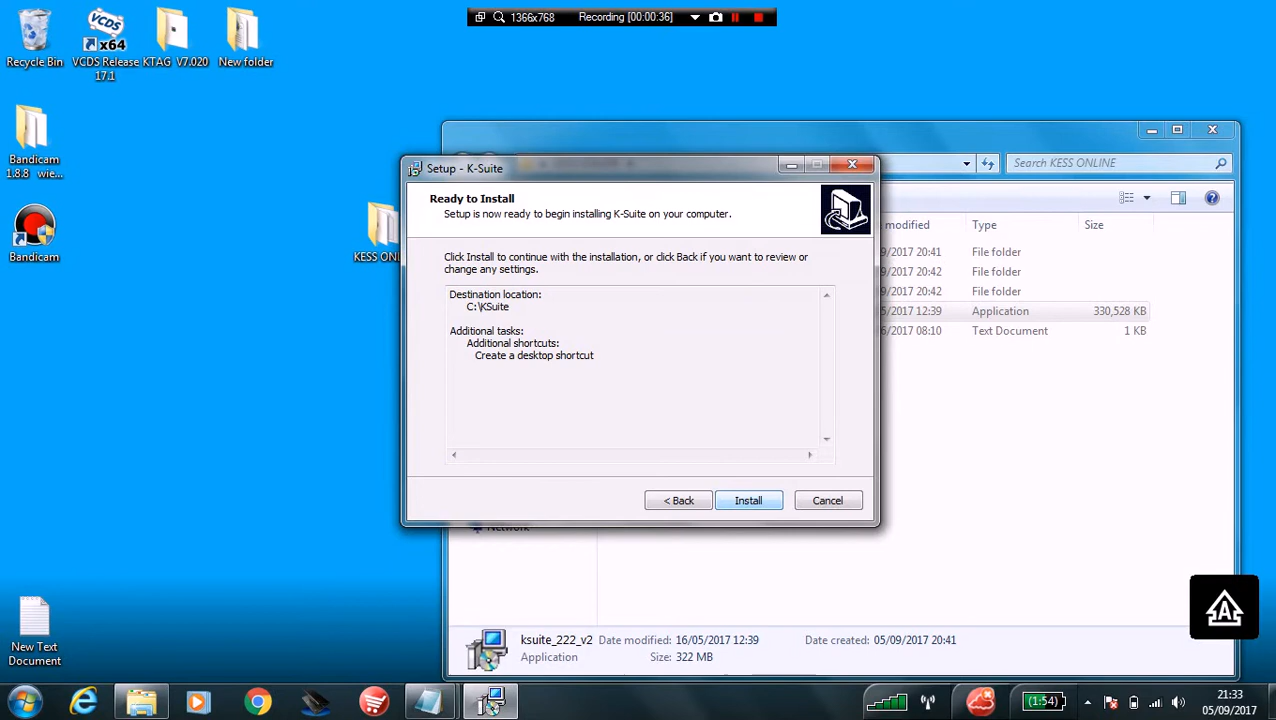 1366x768
Recording [00:00:36]
Recycle Bin
VCDS Release
17.1
x64
KTAG V7.020
New folder
Bandicam
1.8.8 wie...
Bandicam
KESS ONL
New Text
Document
Search KESS ONLINE
modified
Type
Size
9/2017 20:41
File folder
9/2017 20:42
File folder
9/2017 20:42
File folder
5/2017 12:39
Application
330,528 KB
5/2017 08:10
Text Document
1 KB
Setup - K-Suite
Ready to Install
Setup is now ready to begin installing K-Suite on your computer.
Click Install to continue with the installation, or click Back if you want to review or
change any settings.
Destination location:
C:\KSuite
Additional tasks:
Additional shortcuts:
Create a desktop shortcut
< Back
Install
Cancel
Network
ksuite_222_v2
Date modified: 16/05/2017 12:39
Date created: 05/09/2017 20:41
Application
Size: 322 MB
A
(1:54)
21:33
05/09/2017